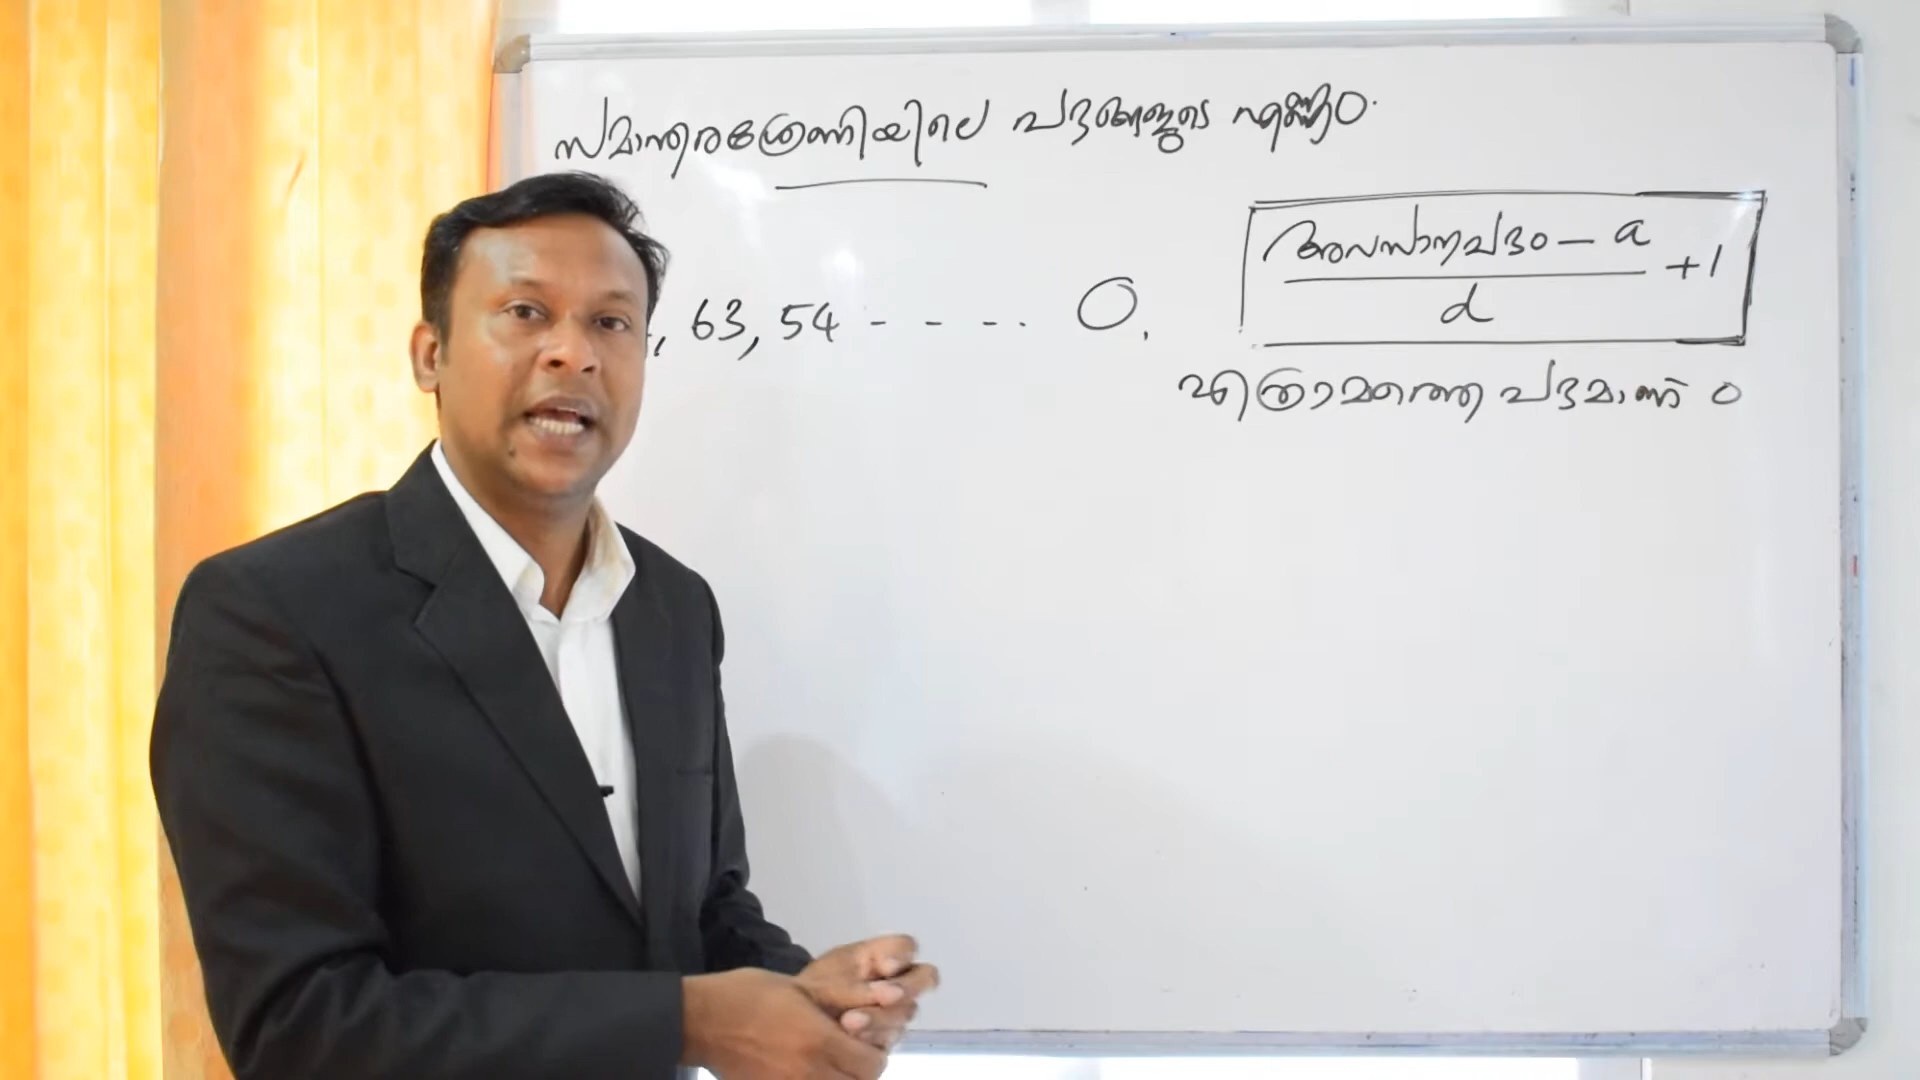 സമാന്തരശ്രേണിയിലെ പദങ്ങളുടെ എണ്ണം.
, 63, 54 - - - - . 0.
അവസാനപദം - a
+1
d
എത്രാമത്തെ പദമാണ് 0